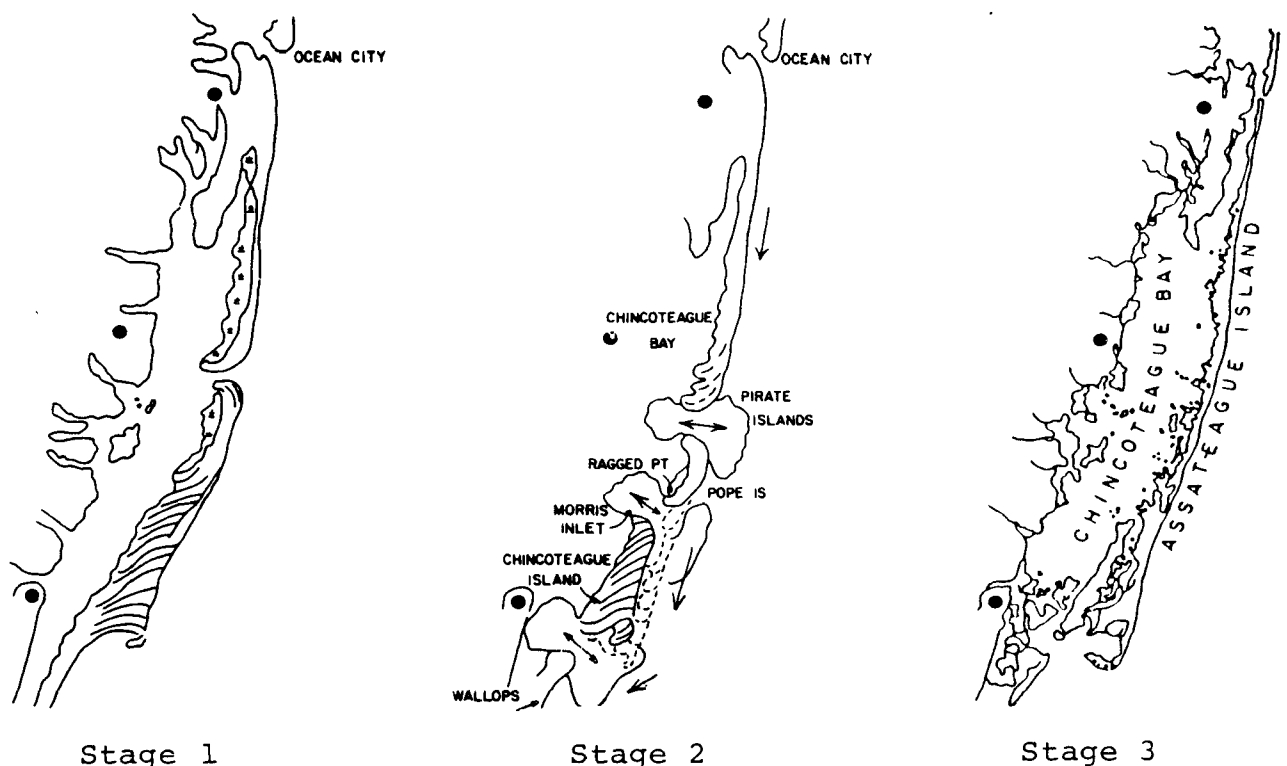 OCEAN CITY
Stage 1
OCEAN CITY
CHINCOTEAGUE
BAY
PIRATE
ISLANDS
RAGGED PT
POPE IS
MORRIS
INLET
CHINCOTEAGUE
ISLAND
WALLOPS
Stage 2
CHINCOTEAGUE BAY
ASSATEAGUE ISLAND
Stage 3